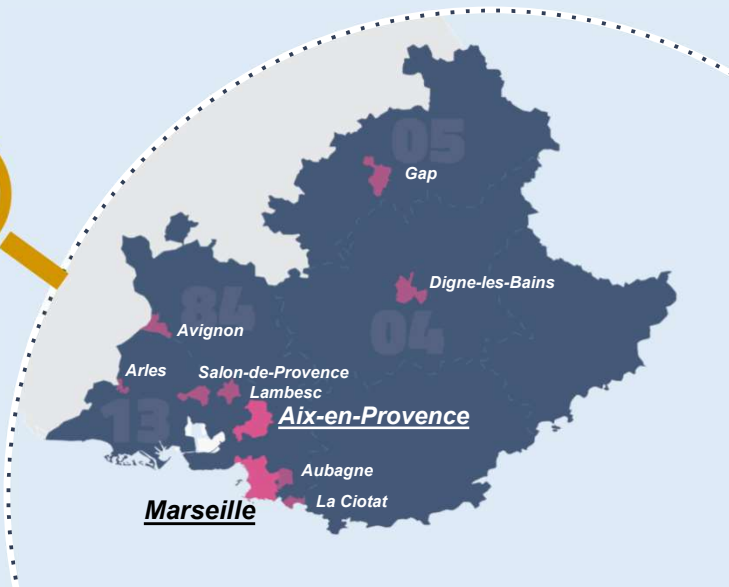 05
Gap
Digne-les-Bains
84
04
Avignon
Arles
Salon-de-Provence
Lambesc
13
Aix-en-Provence
Aubagne
La Ciotat
Marseille